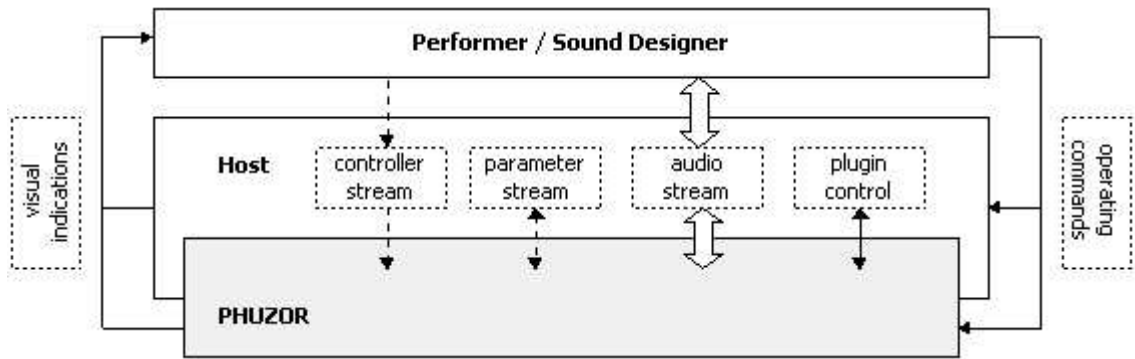 Performer / Sound Designer
visual
indications
Host
controller
stream
parameter
stream
audio
stream
plugin
control
operating
commands
PHUZOR